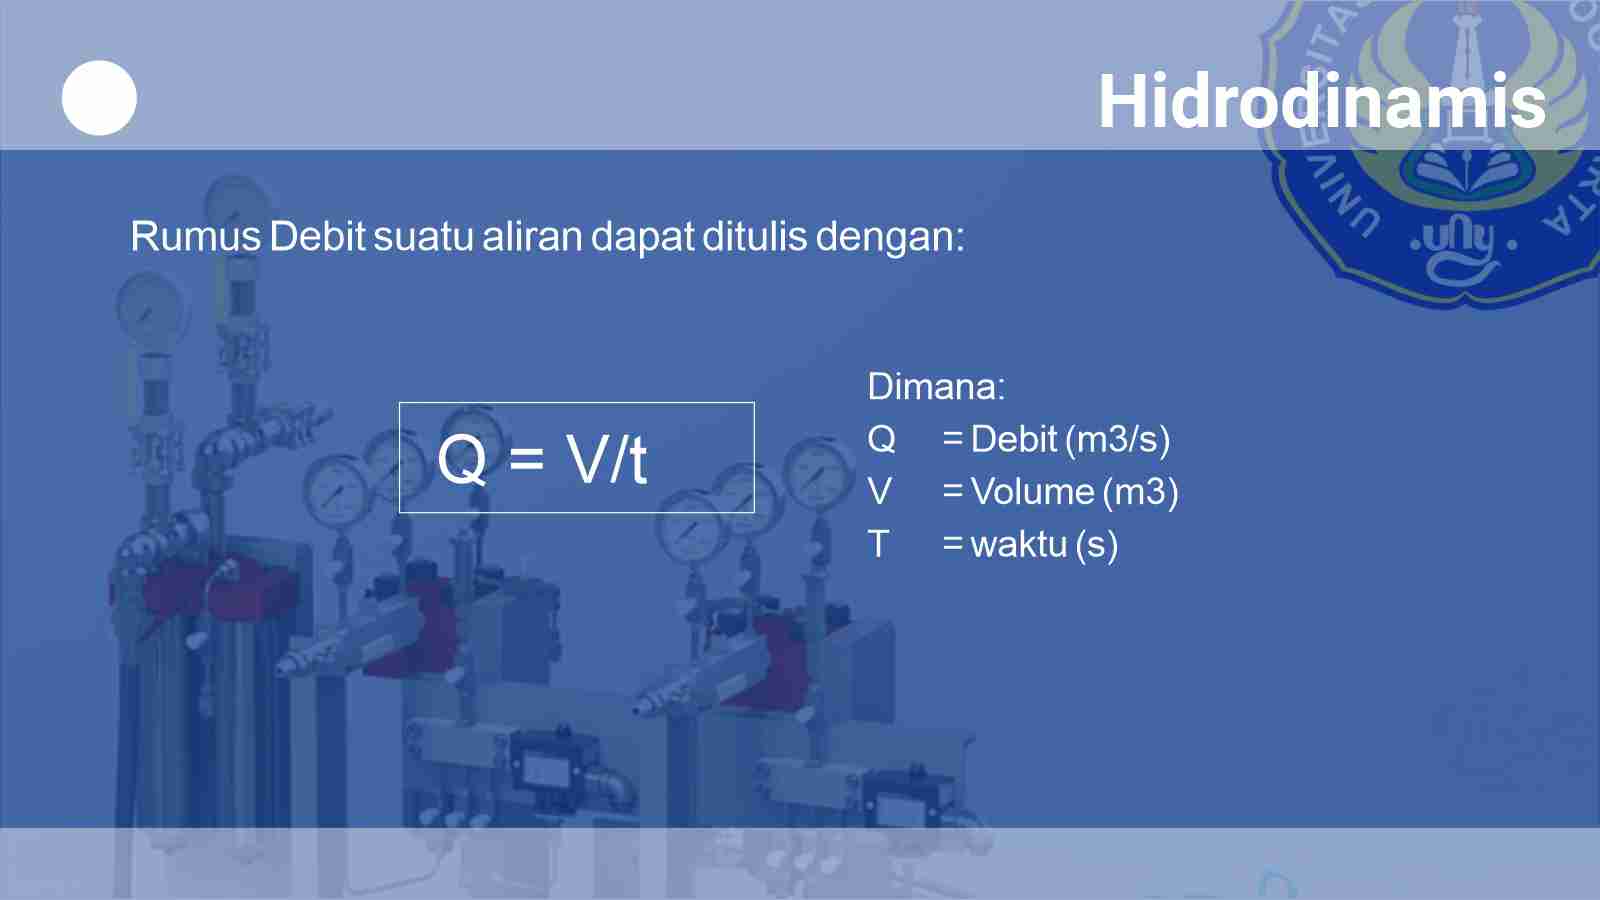 Hidrodinamis
Rumus Debit suatu aliran dapat ditulis dengan:
Q = V/t
Dimana:
Q = Debit (m3/s)
V = Volume (m3)
T = waktu (s)
UNIVERSITAS
uny